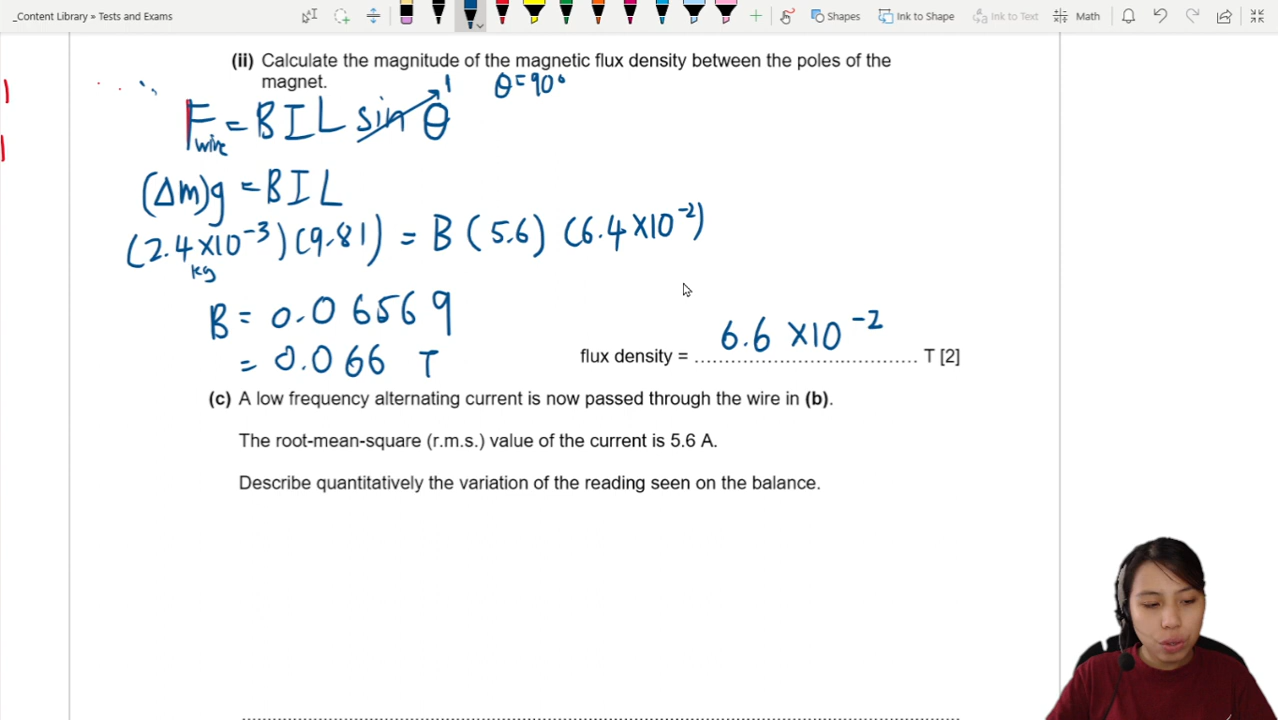 _Content Library » Tests and Exams
Shapes
Ink to Shape
Ink to Text
Math
(ii) Calculate the magnitude of the magnetic flux density between the poles of the
magnet.
θ = 90°
F wire = BIL sin θ 1
(Δm)g = BIL
(2.4×10⁻³)(9.81) = B (5.6) (6.4×10⁻²)
kg
B = 0.06569
= 0.066 T
6.6 ×10⁻²
flux density = ........................................ T [2]
(c) A low frequency alternating current is now passed through the wire in (b).
The root-mean-square (r.m.s.) value of the current is 5.6 A.
Describe quantitatively the variation of the reading seen on the balance.